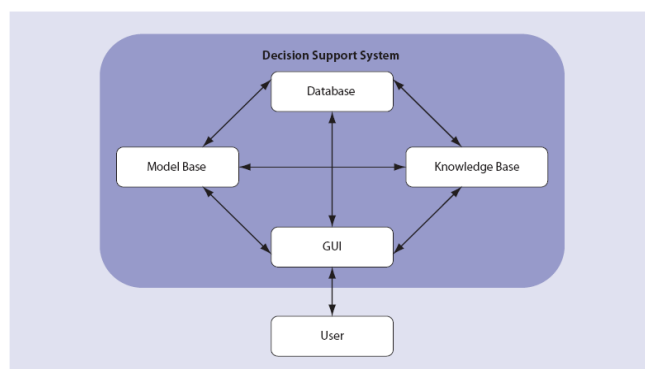 Decision Support System
Database
Model Base
Knowledge Base
GUI
User